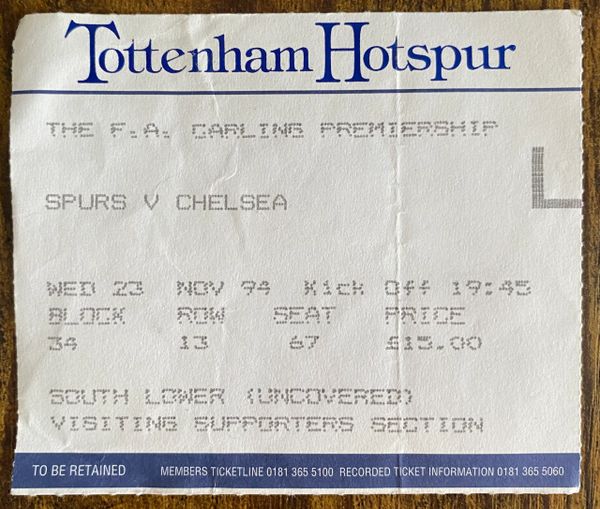 Tottenham Hotspur
THE F.A. CARLING PREMIERSHIP
L
SPURS V CHELSEA
WED 23 NOV 94 Kick Off 19:45
BLOCK ROW SEAT PRICE
34 13 67 £15.00
SOUTH LOWER (UNCOVERED)
VISITING SUPPORTERS SECTION
TO BE RETAINED MEMBERS TICKETLINE 0181 365 5100 RECORDED TICKET INFORMATION 0181 365 5060